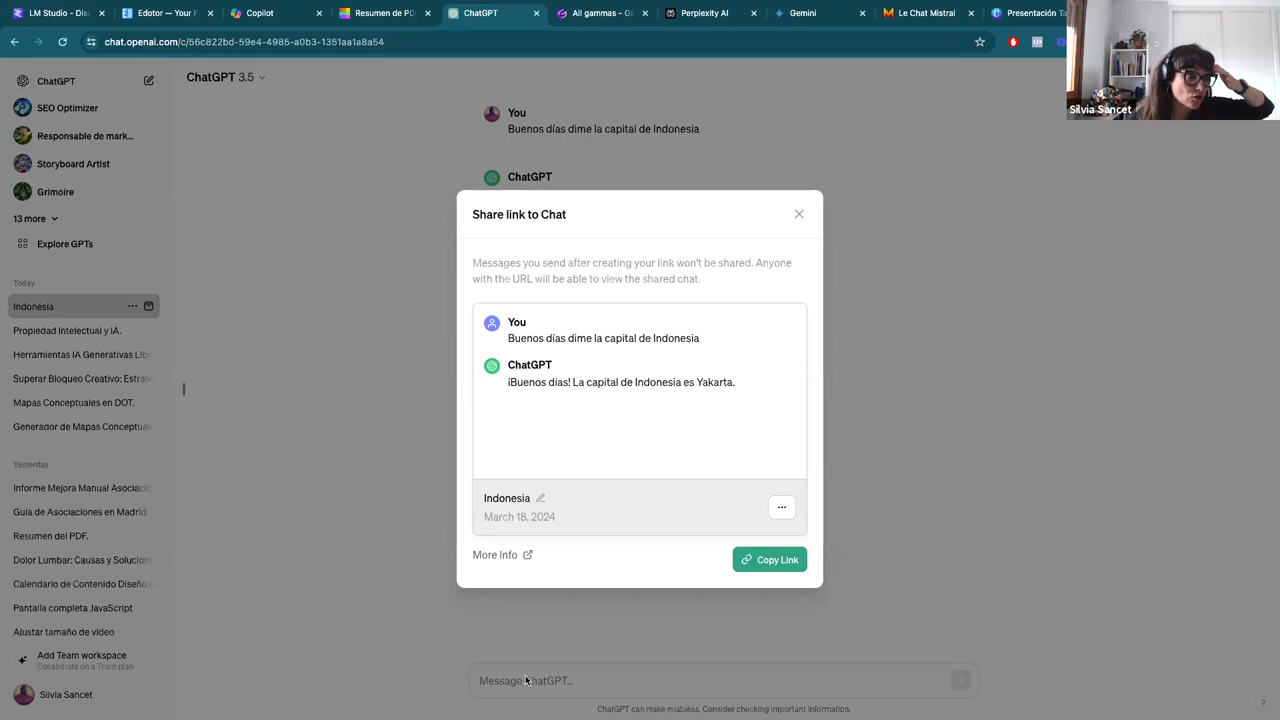 LM Studio - Disc
Editor — Your F
Copilot
Resumen de PD
ChatGPT
All gammas - Ga
Perplexity AI
Gemini
Le Chat Mistral
Presentación Ta
chat.openai.com/c/56c822bd-59e4-4985-a0b3-1351aa1a8a54
Silvia Sancet
ChatGPT
SEO Optimizer
Responsable de mark...
Storyboard Artist
Grimoire
13 more
Explore GPTs
Today
Indonesia
Propiedad Intelectual y IA.
Herramientas IA Generativas Libr
Superar Bloqueo Creativo: Estrate
Mapas Conceptuales en DOT.
Generador de Mapas Conceptual
Yesterday
Informe Mejora Manual Asociacio
Guía de Asociaciones en Madrid
Resumen del PDF.
Dolor Lumbar: Causas y Solucione
Calendario de Contenido Diseño
Pantalla completa JavaScript
Ajustar tamaño de vídeo
Add Team workspace
Collaborate on a Team plan
Silvia Sancet
ChatGPT 3.5
You
Buenos días dime la capital de Indonesia
ChatGPT
Share link to Chat
Messages you send after creating your link won't be shared. Anyone
with the URL will be able to view the shared chat.
You
Buenos días dime la capital de Indonesia
ChatGPT
¡Buenos días! La capital de Indonesia es Yakarta.
Indonesia
March 18, 2024
...
More Info
Copy Link
Message ChatGPT...
ChatGPT can make mistakes. Consider checking important information.
?